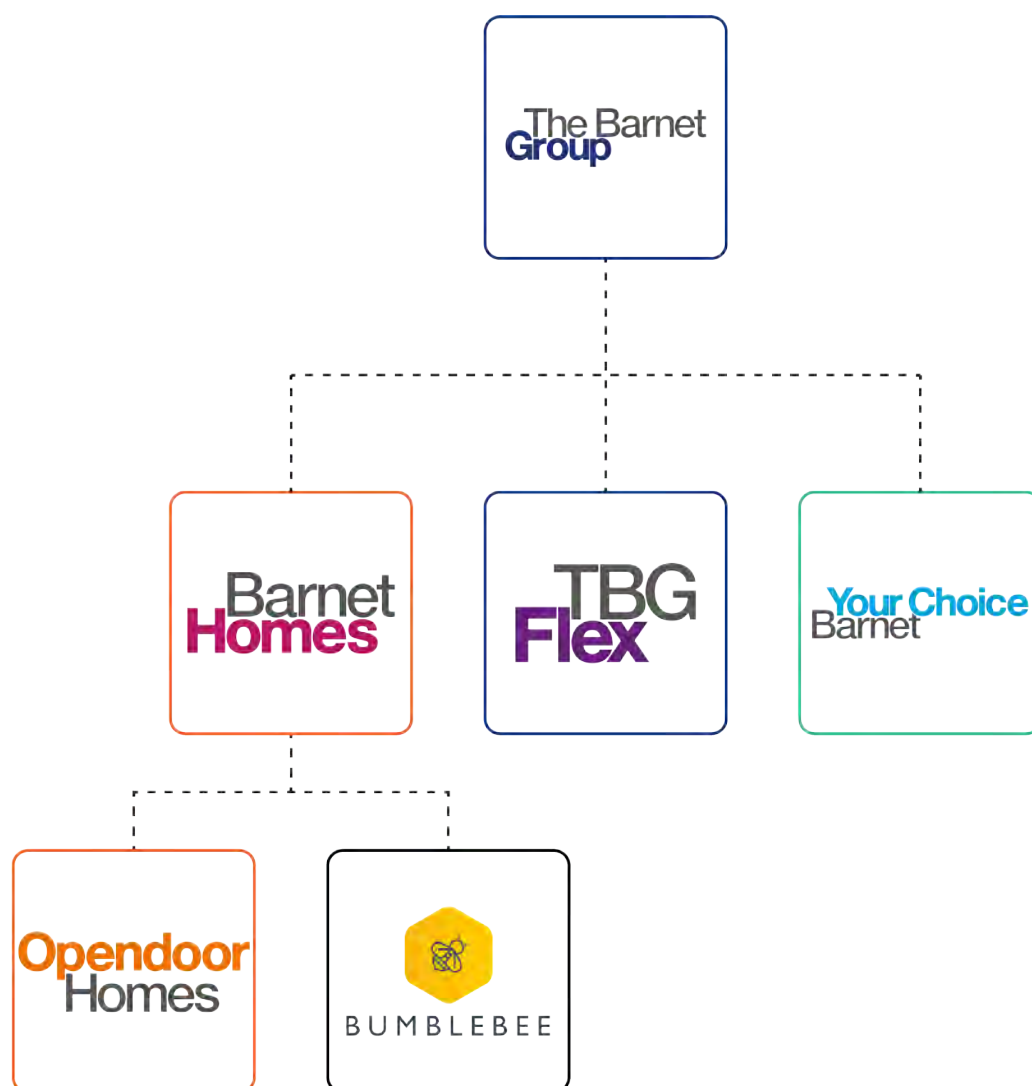 The Barnet
Group
Barnet
Homes
TBG
Flex
Your Choice
Barnet
Opendoor
Homes
BUMBLEBEE